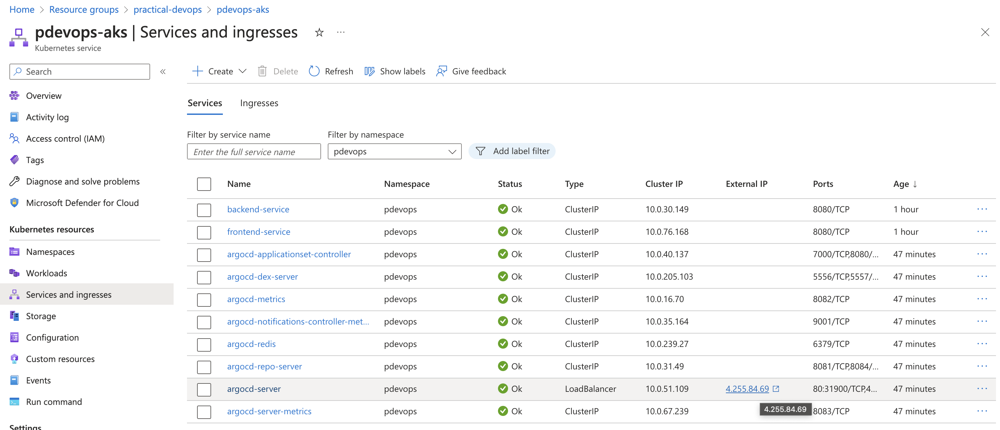 Home > Resource groups > practical-devops > pdevops-aks
pdevops-aks | Services and ingresses
Kubernetes service
Search
Create Delete Refresh Show labels Give feedback
Overview
Activity log
Access control (IAM)
Tags
Diagnose and solve problems
Microsoft Defender for Cloud
Kubernetes resources
Namespaces
Workloads
Services and ingresses
Storage
Configuration
Custom resources
Events
Run command
Settings
Services Ingresses
Filter by service name Filter by namespace
Enter the full service name pdevops Add label filter
Name Namespace Status Type Cluster IP External IP Ports Age ↓
backend-service pdevops Ok ClusterIP 10.0.30.149 8080/TCP 1 hour
frontend-service pdevops Ok ClusterIP 10.0.76.168 8080/TCP 1 hour
argocd-applicationset-controller pdevops Ok ClusterIP 10.0.40.137 7000/TCP,8080/... 47 minutes
argocd-dex-server pdevops Ok ClusterIP 10.0.205.103 5556/TCP,5557/... 47 minutes
argocd-metrics pdevops Ok ClusterIP 10.0.16.70 8082/TCP 47 minutes
argocd-notifications-controller-met... pdevops Ok ClusterIP 10.0.35.164 9001/TCP 47 minutes
argocd-redis pdevops Ok ClusterIP 10.0.239.27 6379/TCP 47 minutes
argocd-repo-server pdevops Ok ClusterIP 10.0.31.49 8081/TCP,8084/... 47 minutes
argocd-server pdevops Ok LoadBalancer 10.0.51.109 4.255.84.69 80:31900/TCP,4... 47 minutes
argocd-server-metrics pdevops Ok ClusterIP 10.0.67.239 8083/TCP 47 minutes
4.255.84.69